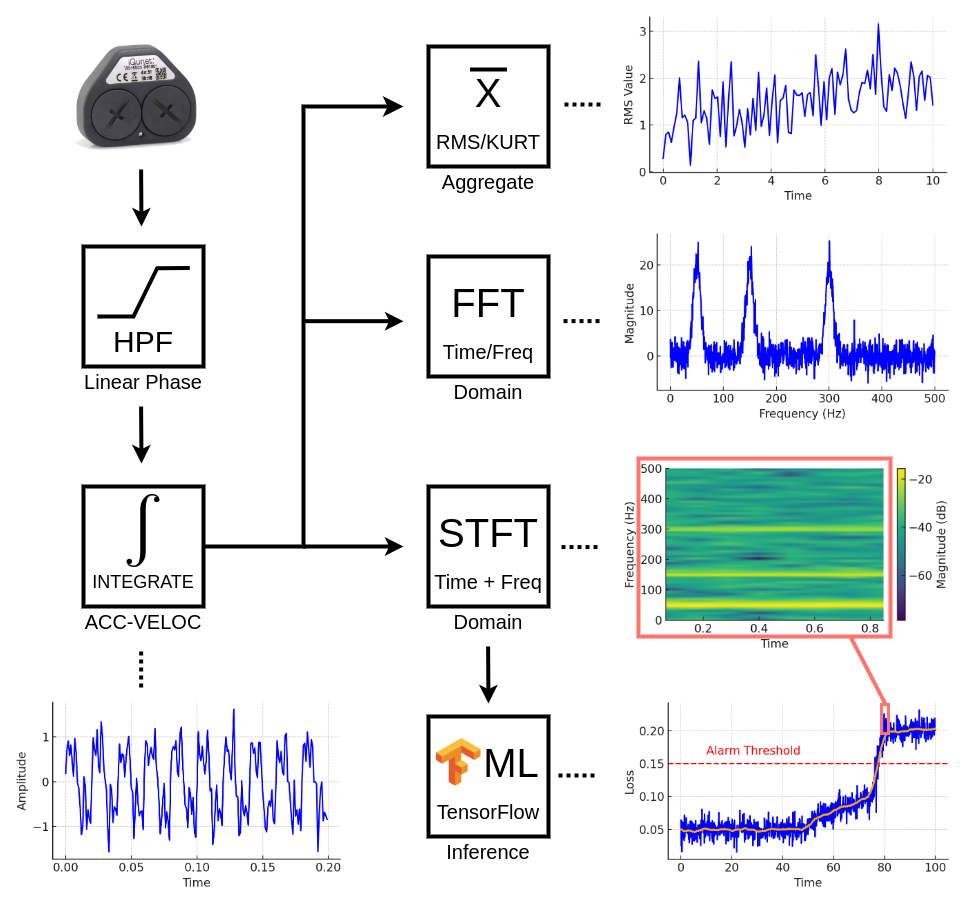 iQunet
Vibration Sensor
CE
X̅
RMS/KURT
Aggregate
RMS Value
3
2
1
0
0 2 4 6 8 10
Time
HPF
Linear Phase
FFT
Time/Freq
Domain
Magnitude
20
10
0
0 100 200 300 400 500
Frequency (Hz)
∫
INTEGRATE
ACC-VELOC
STFT
Time + Freq
Domain
Frequency (Hz)
500
400
300
200
100
0
0.2 0.4 0.6 0.8
Time
−20
−40
−60
Magnitude (dB)
Amplitude
1
0
−1
0.00 0.05 0.10 0.15 0.20
Time
ML
TensorFlow
Inference
Loss
0.20
0.15
0.10
0.05
Alarm Threshold
0 20 40 60 80 100
Time